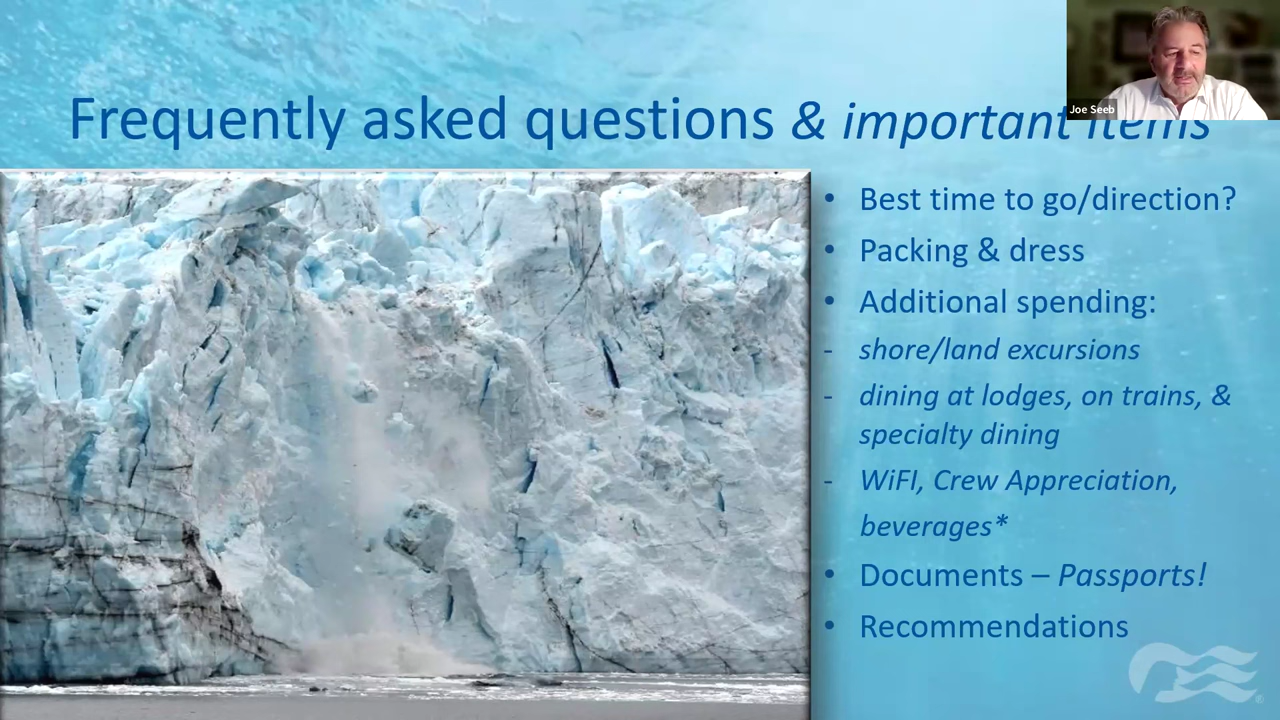 Joe Seeb
Frequently asked questions & important items
• Best time to go/direction?
• Packing & dress
• Additional spending:
- shore/land excursions
- dining at lodges, on trains, &
specialty dining
- WiFI, Crew Appreciation,
beverages*
• Documents – Passports!
• Recommendations
®